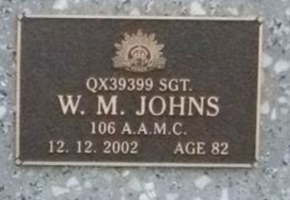 QX39399 SGT.
W. M. JOHNS
106 A.A.M.C.
12. 12. 2002 AGE 82